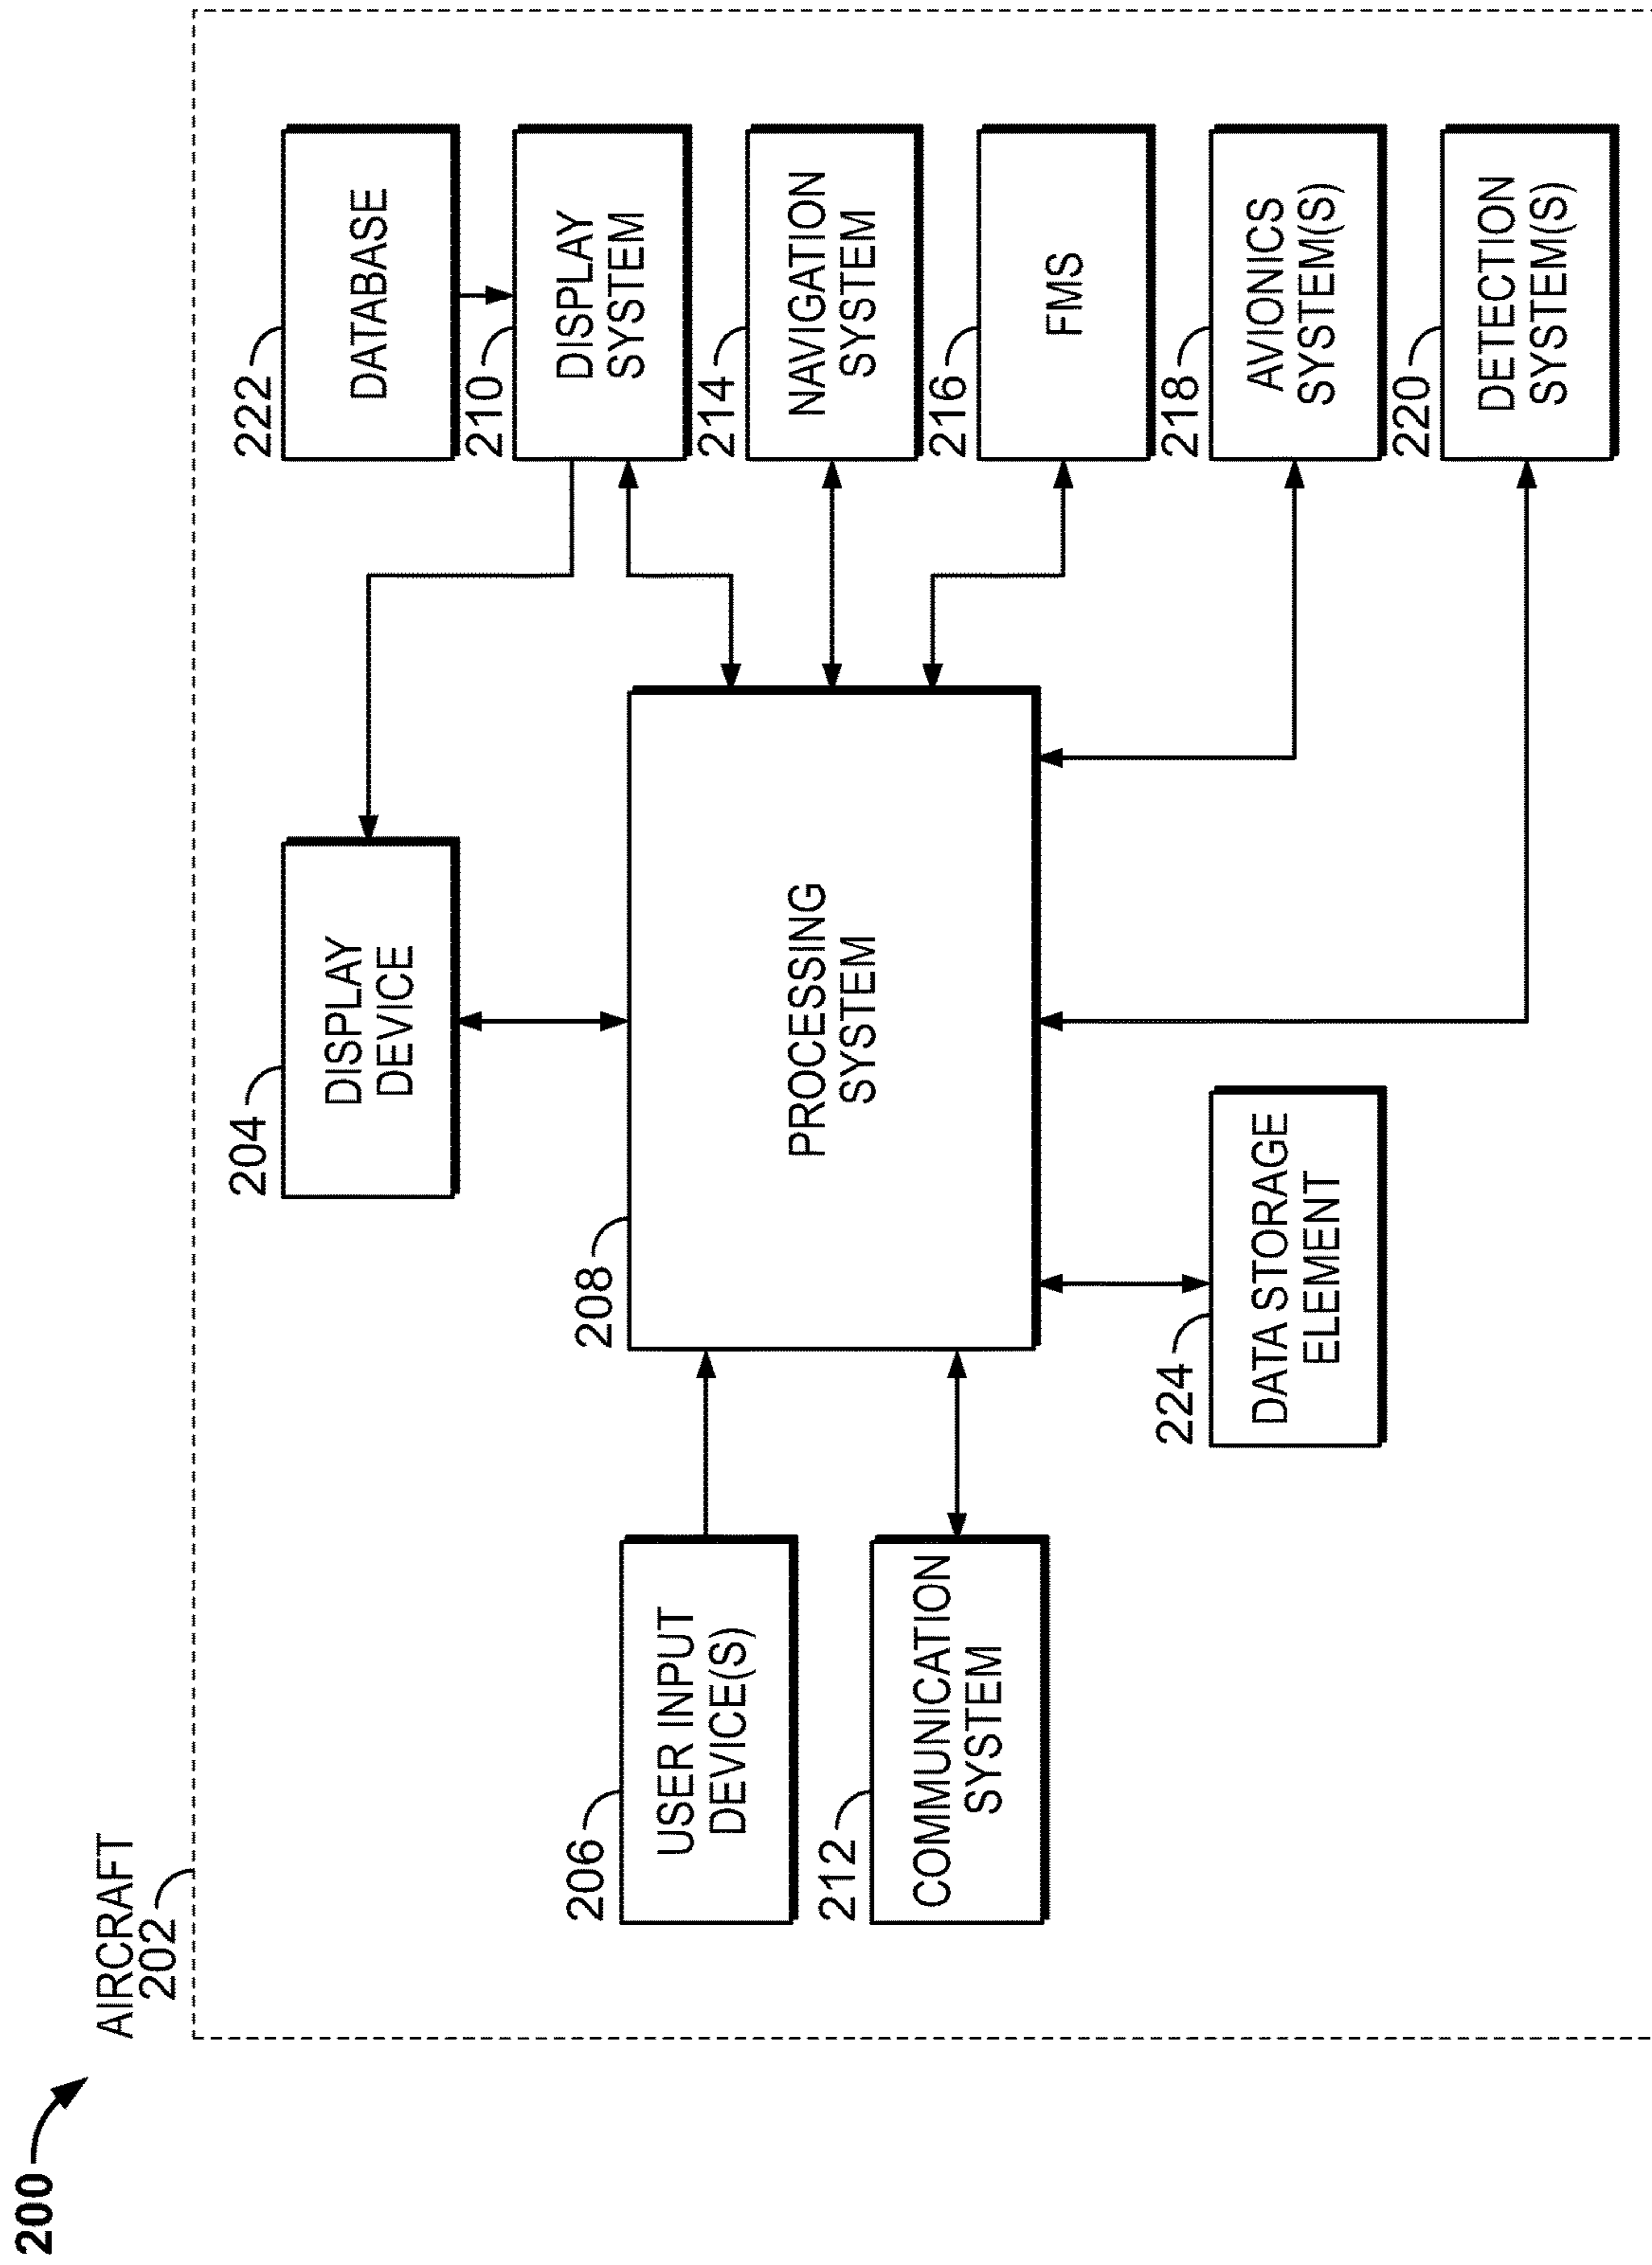 200
AIRCRAFT
202
204
DISPLAY
DEVICE
222
DATABASE
210
DISPLAY
SYSTEM
206
USER INPUT
DEVICE(S)
208
PROCESSING
SYSTEM
214
NAVIGATION
SYSTEM
212
COMMUNICATION
SYSTEM
216
FMS
224
DATA STORAGE
ELEMENT
218
AVIONICS
SYSTEM(S)
220
DETECTION
SYSTEM(S)